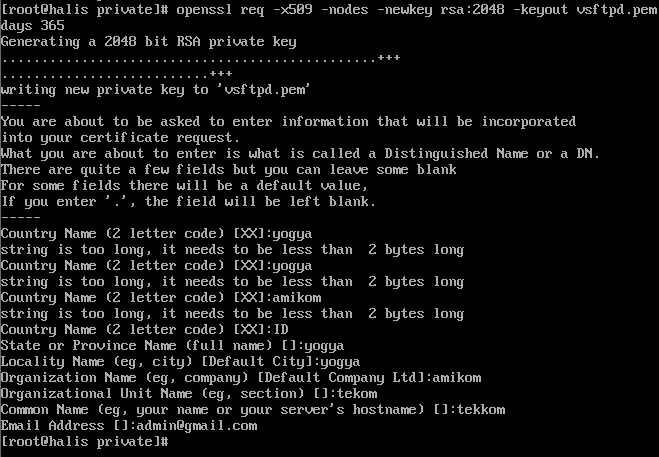 [root@halis private]# openssl req -x509 -nodes -newkey rsa:2048 -keyout vsftpd.pem
days 365
Generating a 2048 bit RSA private key
...............................................+++
..........................+++
writing new private key to 'vsftpd.pem'
-----
You are about to be asked to enter information that will be incorporated
into your certificate request.
What you are about to enter is what is called a Distinguished Name or a DN.
There are quite a few fields but you can leave some blank
For some fields there will be a default value,
If you enter '.', the field will be left blank.
-----
Country Name (2 letter code) [XX]:yogya
string is too long, it needs to be less than  2 bytes long
Country Name (2 letter code) [XX]:yogya
string is too long, it needs to be less than  2 bytes long
Country Name (2 letter code) [XX]:amikom
string is too long, it needs to be less than  2 bytes long
Country Name (2 letter code) [XX]:ID
State or Province Name (full name) []:yogya
Locality Name (eg, city) [Default City]:yogya
Organization Name (eg, company) [Default Company Ltd]:amikom
Organizational Unit Name (eg, section) []:tekom
Common Name (eg, your name or your server's hostname) []:tekkom
Email Address []:admin@gmail.com
[root@halis private]#